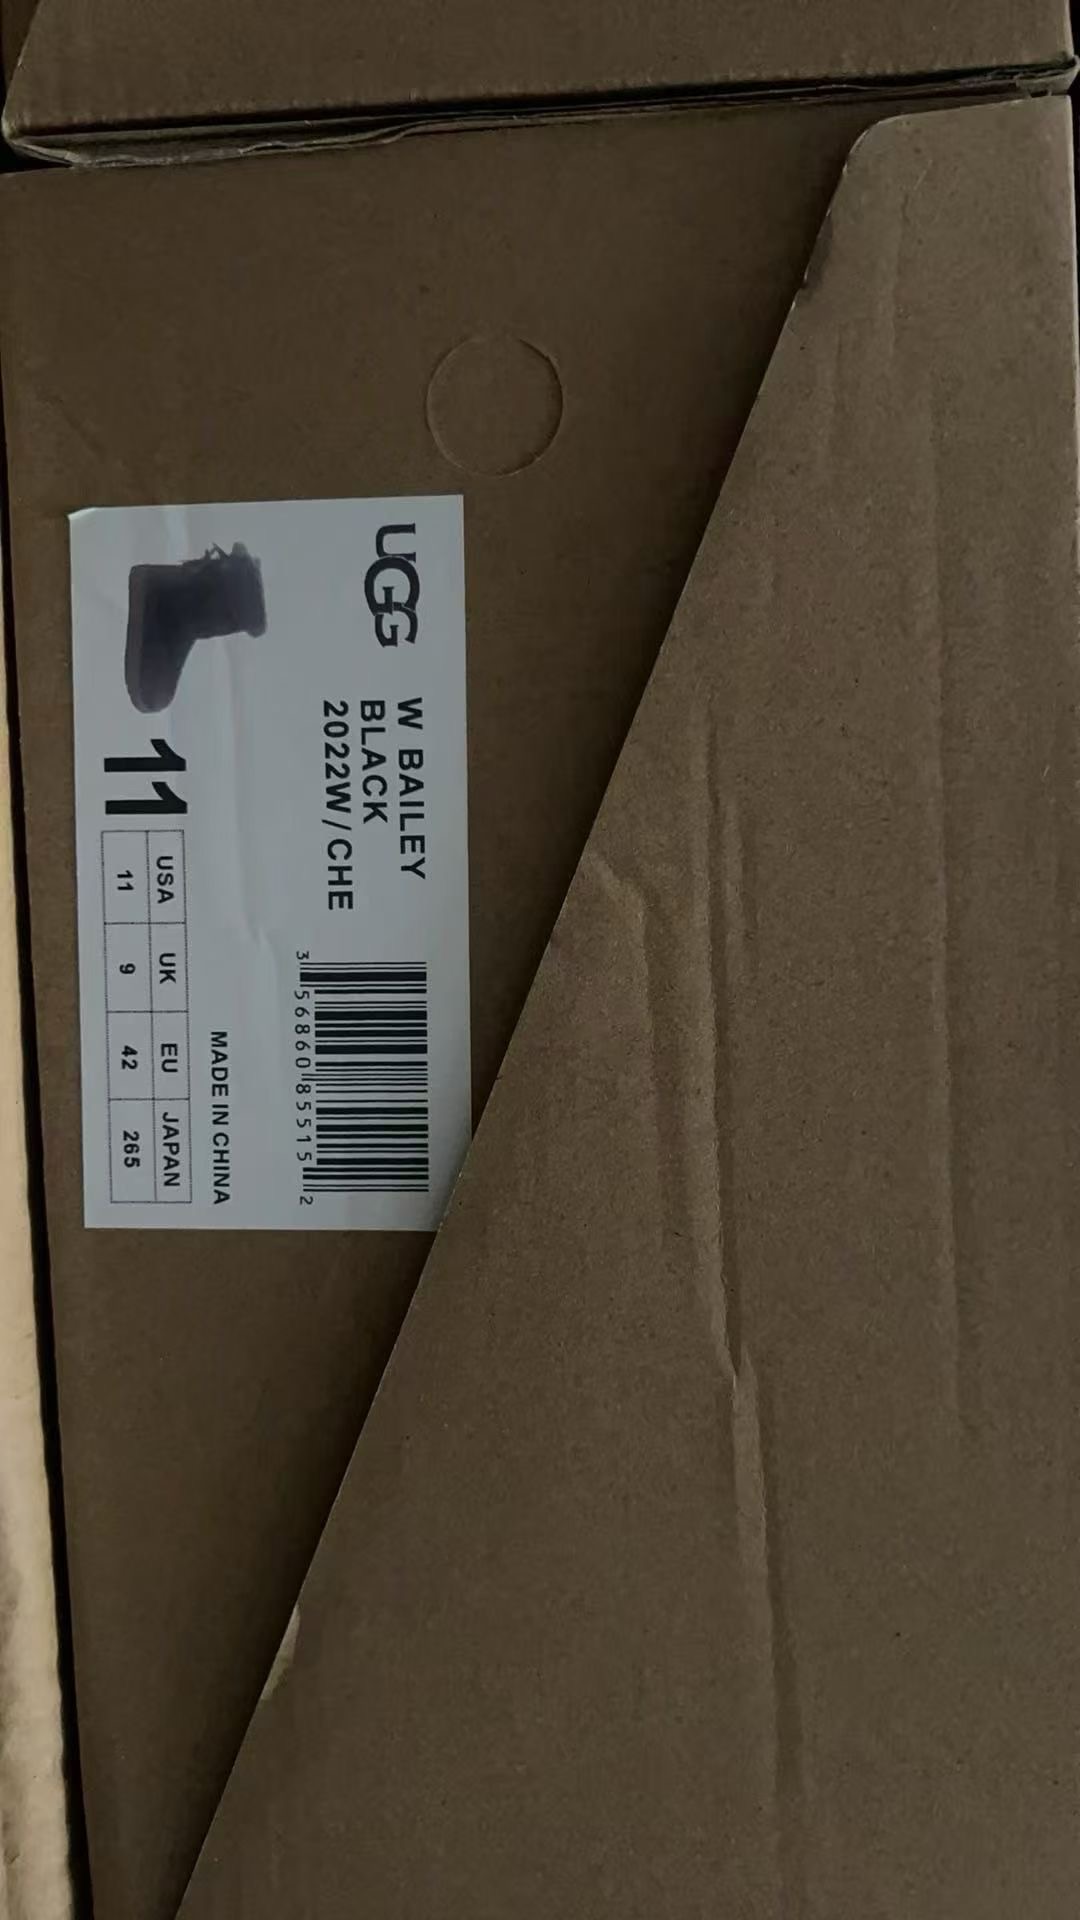 UGG
W BAILEY
BLACK
2022W/CHE
3 56860 85515 2
MADE IN CHINA
11
USA UK EU JAPAN
11 9 42 265